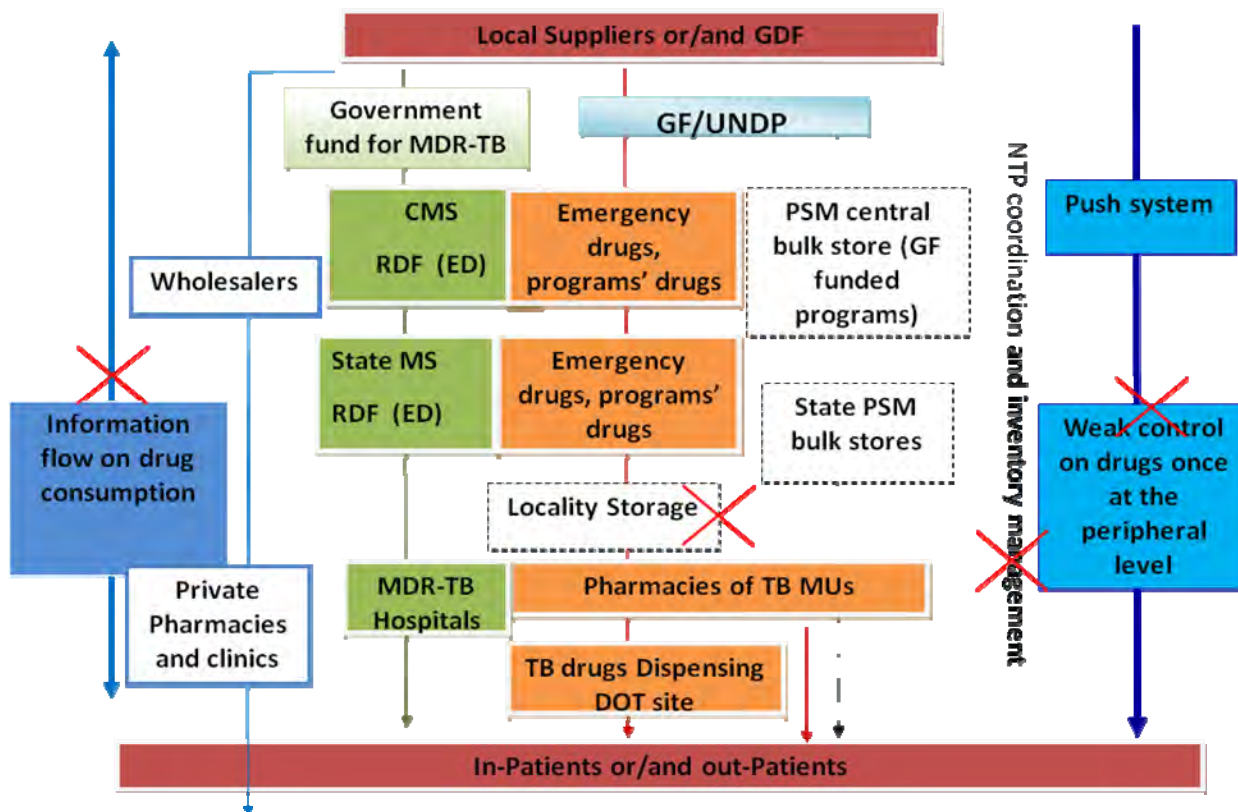 Local Suppliers or/and GDF
Government
fund for MDR-TB
GF/UNDP
CMS
RDF (ED)
Emergency
drugs,
programs' drugs
PSM central
bulk store (GF
funded
programs)
Push system
Wholesalers
State MS
RDF (ED)
Emergency
drugs, programs'
drugs
State PSM
bulk stores
Information
flow on drug
consumption
Weak control
on drugs once
at the
peripheral
level
NTP coordination and inventory management
Locality Storage
Private
Pharmacies
and clinics
MDR-TB
Hospitals
Pharmacies of TB MUs
TB drugs Dispensing
DOT site
In-Patients or/and out-Patients